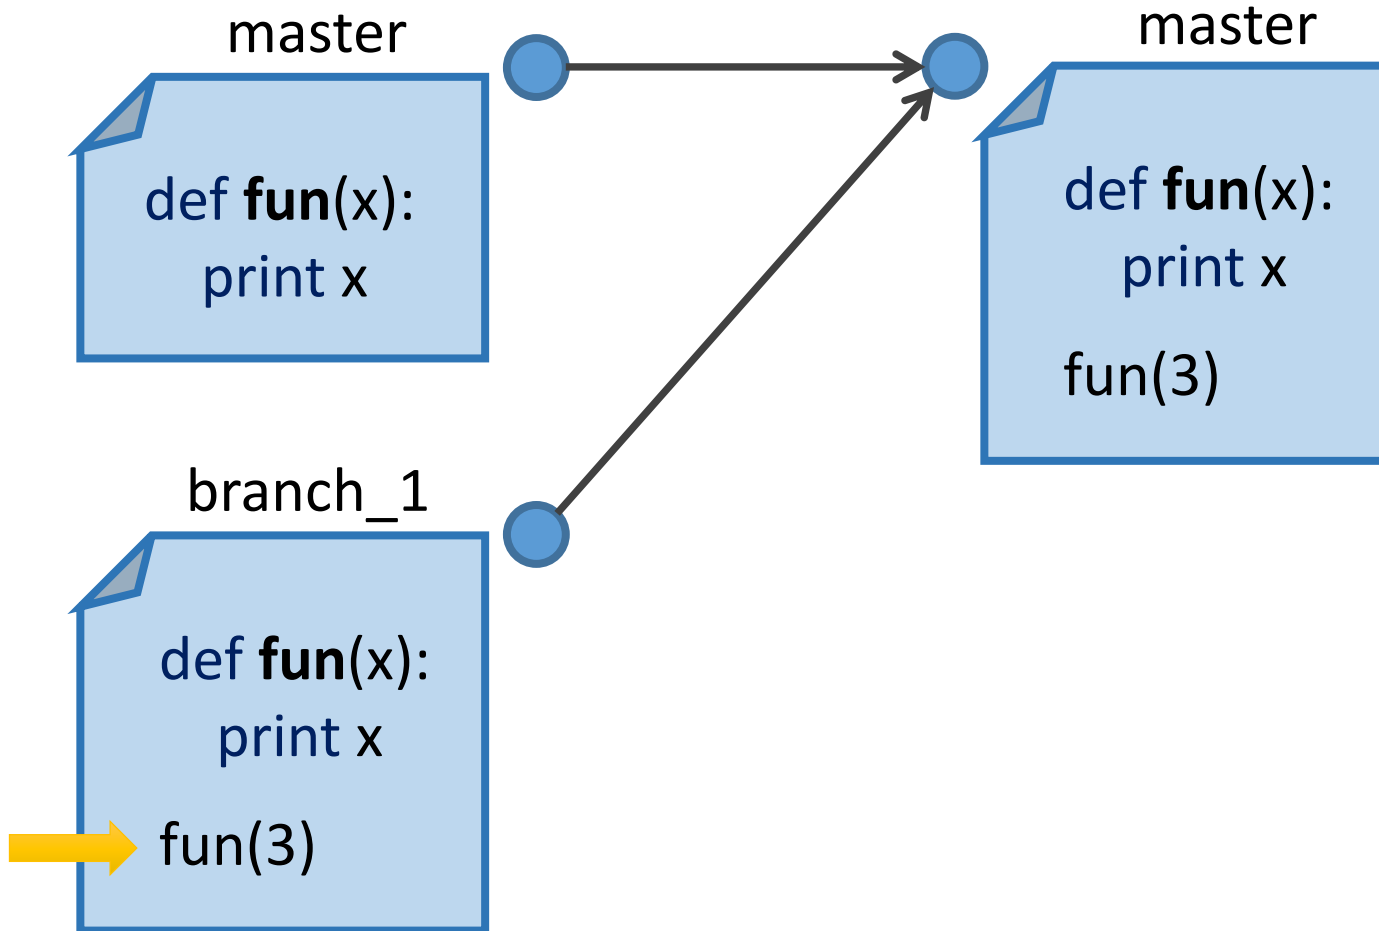 master
def fun(x):
print x
branch_1
def fun(x):
print x
fun(3)
master
def fun(x):
print x
fun(3)